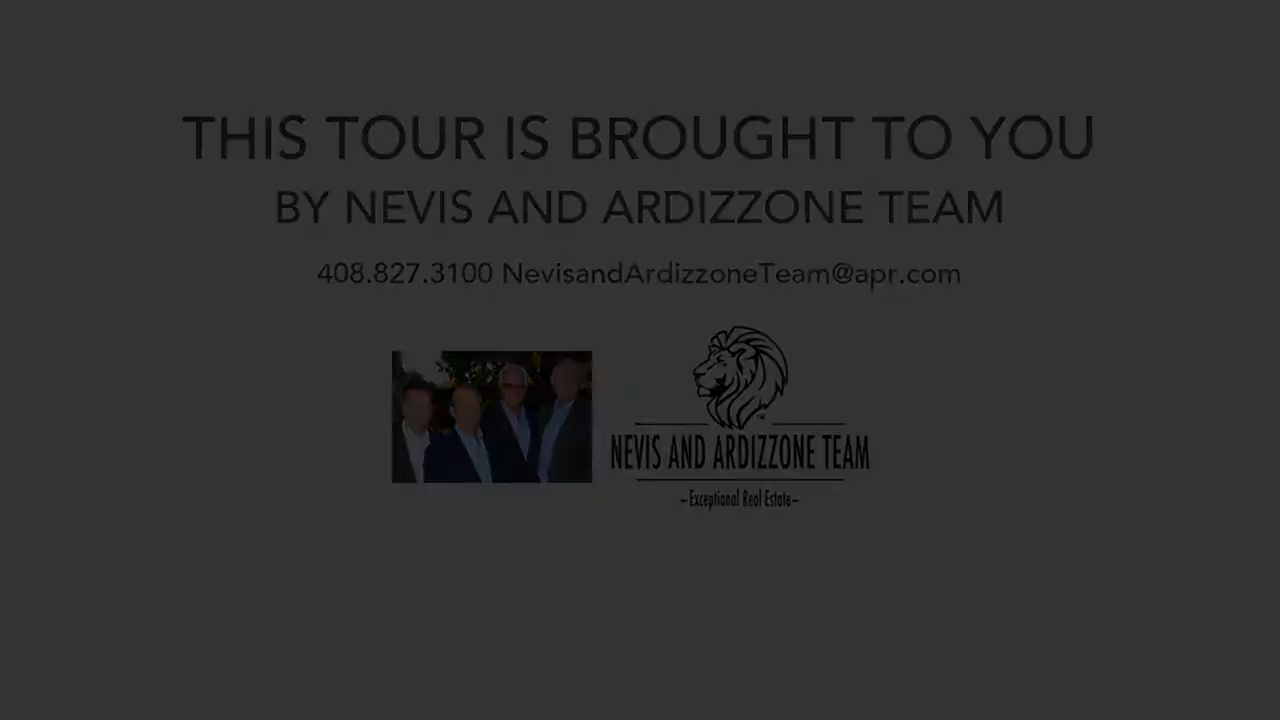 THIS TOUR IS BROUGHT TO YOU
BY NEVIS AND ARDIZZONE TEAM
408.827.3100 NevisandArdizzoneTeam@apr.com
TM
NEVIS AND ARDIZZONE TEAM
–Exceptional Real Estate–